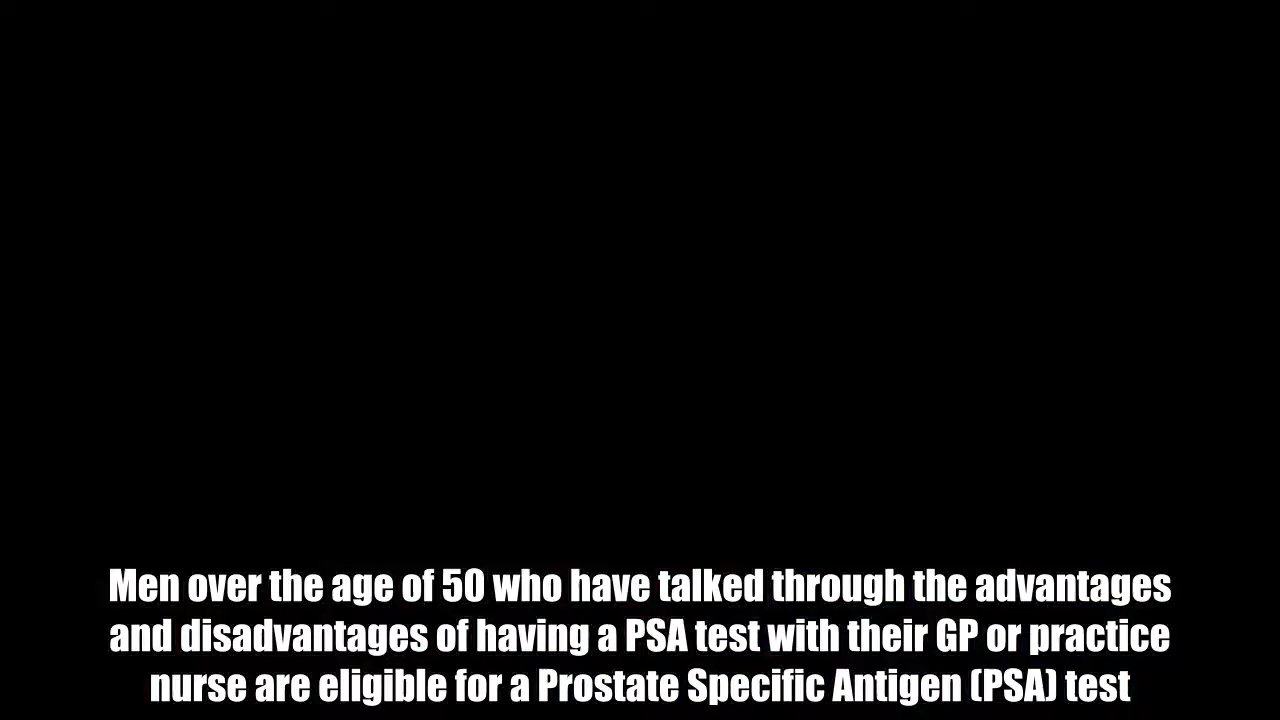 Men over the age of 50 who have talked through the advantages
and disadvantages of having a PSA test with their GP or practice
nurse are eligible for a Prostate Specific Antigen (PSA) test